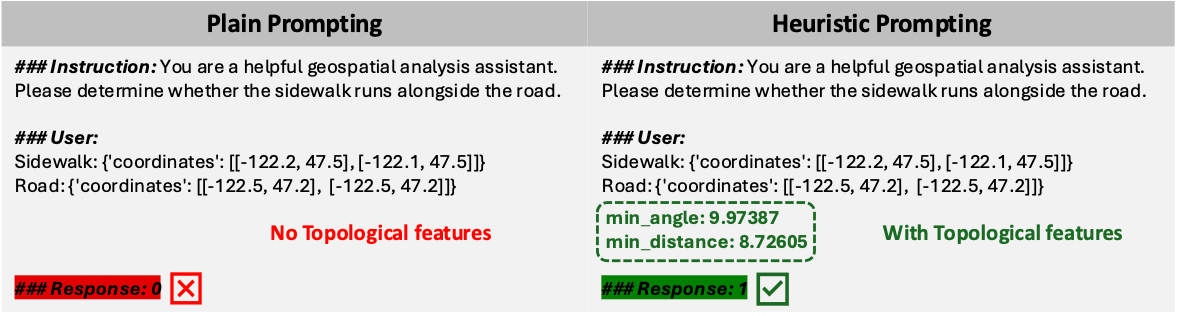 Plain Prompting
### Instruction: You are a helpful geospatial analysis assistant.
Please determine whether the sidewalk runs alongside the road.
### User:
Sidewalk: {'coordinates': [[-122.2, 47.5], [-122.1, 47.5]]}
Road: {'coordinates': [[-122.5, 47.2], [-122.5, 47.2]]}
No Topological features
### Response: 0
Heuristic Prompting
### Instruction: You are a helpful geospatial analysis assistant.
Please determine whether the sidewalk runs alongside the road.
### User:
Sidewalk: {'coordinates': [[-122.2, 47.5], [-122.1, 47.5]]}
Road: {'coordinates': [[-122.5, 47.2], [-122.5, 47.2]]}
min_angle: 9.97387
min_distance: 8.72605
With Topological features
### Response: 1